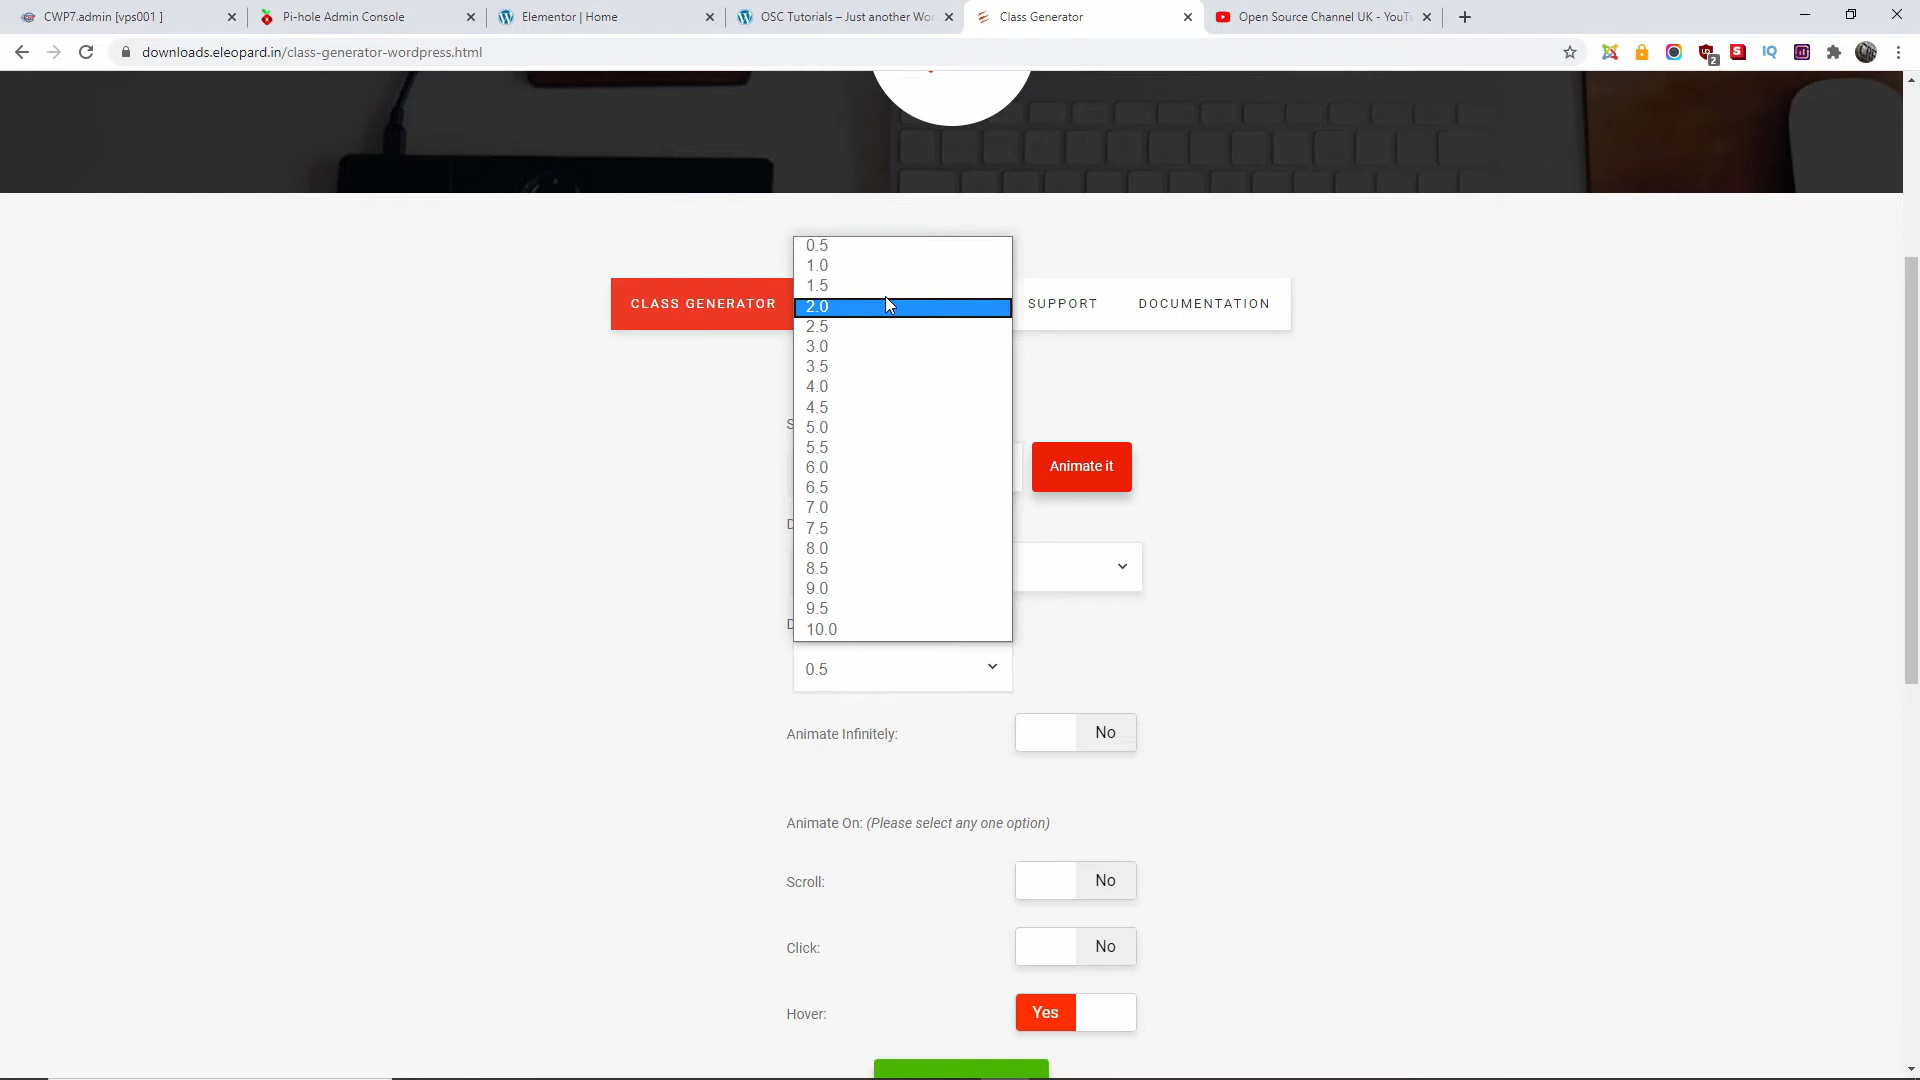 CWP7.admin [vps001 ]
Pi-hole Admin Console
Elementor | Home
OSC Tutorials – Just another Wor
Class Generator
Open Source Channel UK - YouTu
downloads.eleopard.in/class-generator-wordpress.html
2
CLASS GENERATOR
SUPPORT
DOCUMENTATION
0.5
1.0
1.5
2.0
2.5
3.0
3.5
4.0
4.5
5.0
5.5
6.0
6.5
7.0
7.5
8.0
8.5
9.0
9.5
10.0
S
Animate it
D
D
0.5
Animate Infinitely:
No
Animate On: (Please select any one option)
Scroll:
No
Click:
No
Hover:
Yes